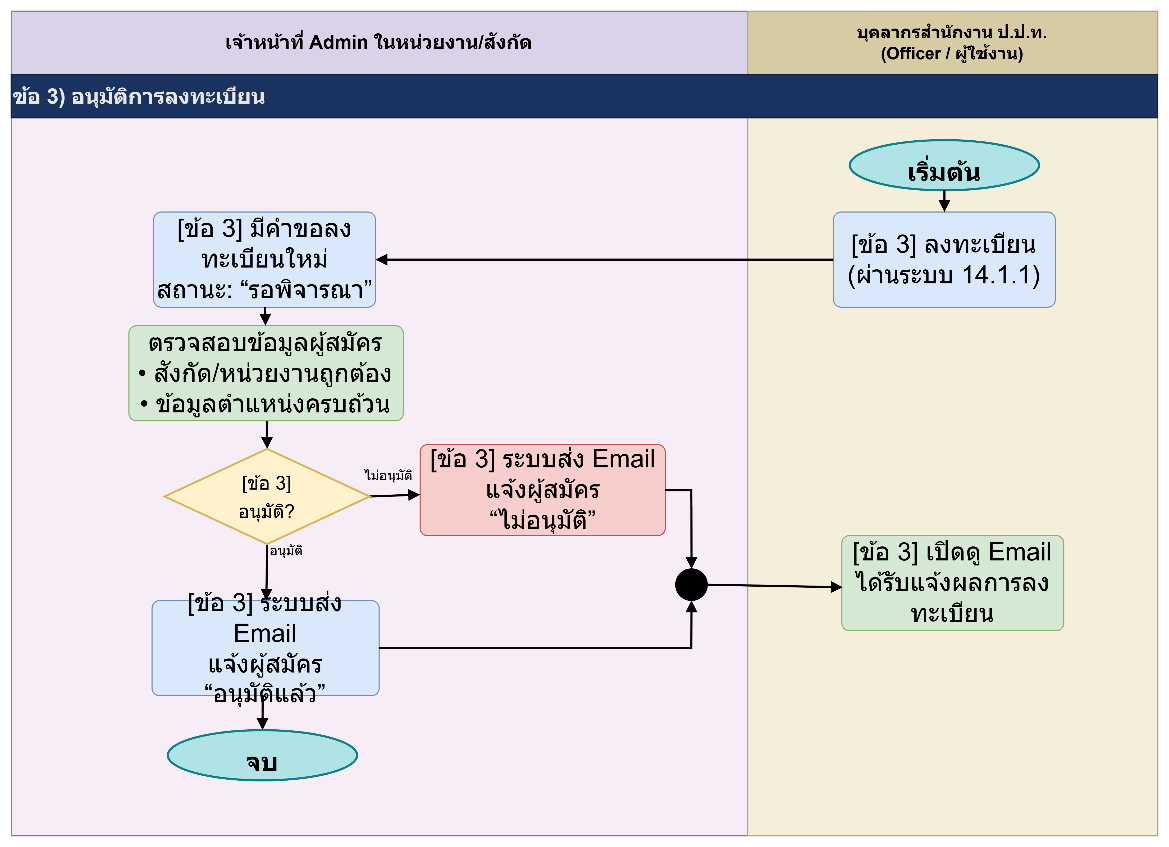 เจ้าหน้าที่ Admin ในหน่วยงาน/สังกัด
บุคลากรสำนักงาน ป.ป.ท.
(Officer / ผู้ใช้งาน)
ข้อ 3) อนุมัติการลงทะเบียน
เริ่มต้น
[ข้อ 3] ลงทะเบียน
(ผ่านระบบ 14.1.1)
[ข้อ 3] มีคำขอลง
ทะเบียนใหม่
สถานะ: “รอพิจารณา”
ตรวจสอบข้อมูลผู้สมัคร
• สังกัด/หน่วยงานถูกต้อง
• ข้อมูลตำแหน่งครบถ้วน
[ข้อ 3]
อนุมัติ?
ไม่อนุมัติ
[ข้อ 3] ระบบส่ง Email
แจ้งผู้สมัคร
“ไม่อนุมัติ”
อนุมัติ
[ข้อ 3] ระบบส่ง
Email
แจ้งผู้สมัคร
“อนุมัติแล้ว”
[ข้อ 3] เปิดดู Email
ได้รับแจ้งผลการลง
ทะเบียน
จบ